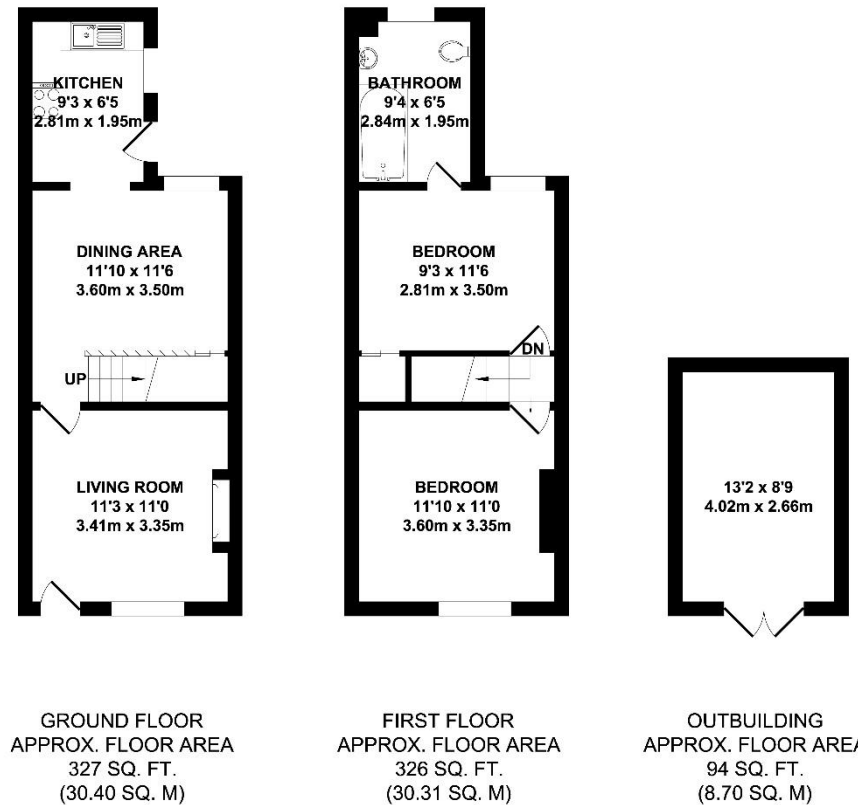 KITCHEN
9'3 x 6'5
2.81m x 1.95m
DINING AREA
11'10 x 11'6
3.60m x 3.50m
UP
LIVING ROOM
11'3 x 11'0
3.41m x 3.35m
GROUND FLOOR
APPROX. FLOOR AREA
327 SQ. FT.
(30.40 SQ. M)
BATHROOM
9'4 x 6'5
2.84m x 1.95m
BEDROOM
9'3 x 11'6
2.81m x 3.50m
DN
BEDROOM
11'10 x 11'0
3.60m x 3.35m
FIRST FLOOR
APPROX. FLOOR AREA
326 SQ. FT.
(30.31 SQ. M)
13'2 x 8'9
4.02m x 2.66m
OUTBUILDING
APPROX. FLOOR AREA
94 SQ. FT.
(8.70 SQ. M)